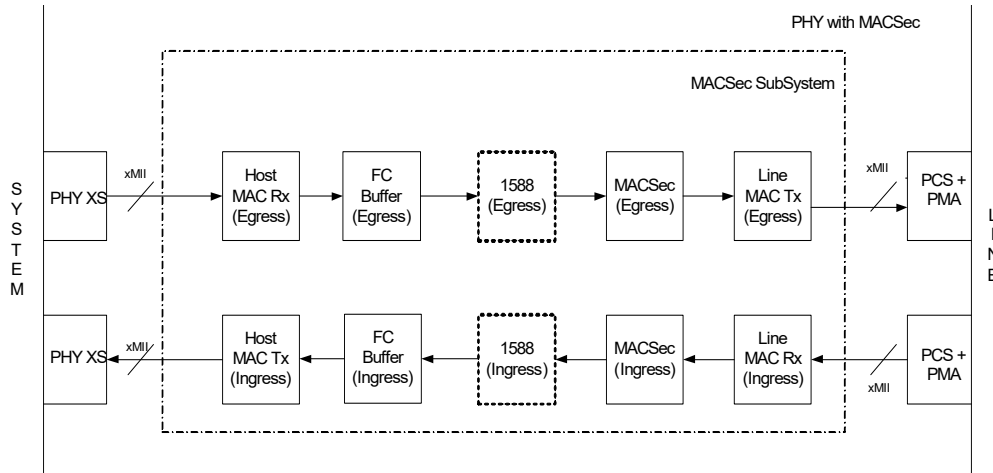 PHY with MACSec
MACSec SubSystem
S
Y
S
T
E
M
PHY XS
xMII
Host
MAC Rx
(Egress)
FC
Buffer
(Egress)
1588
(Egress)
MACSec
(Egress)
Line
MAC Tx
(Egress)
xMII
PCS +
PMA
L
I
N
E
PHY XS
xMII
Host
MAC Tx
(Ingress)
FC
Buffer
(Ingress)
1588
(Ingress)
MACSec
(Ingress)
Line
MAC Rx
(Ingress)
xMII
PCS +
PMA